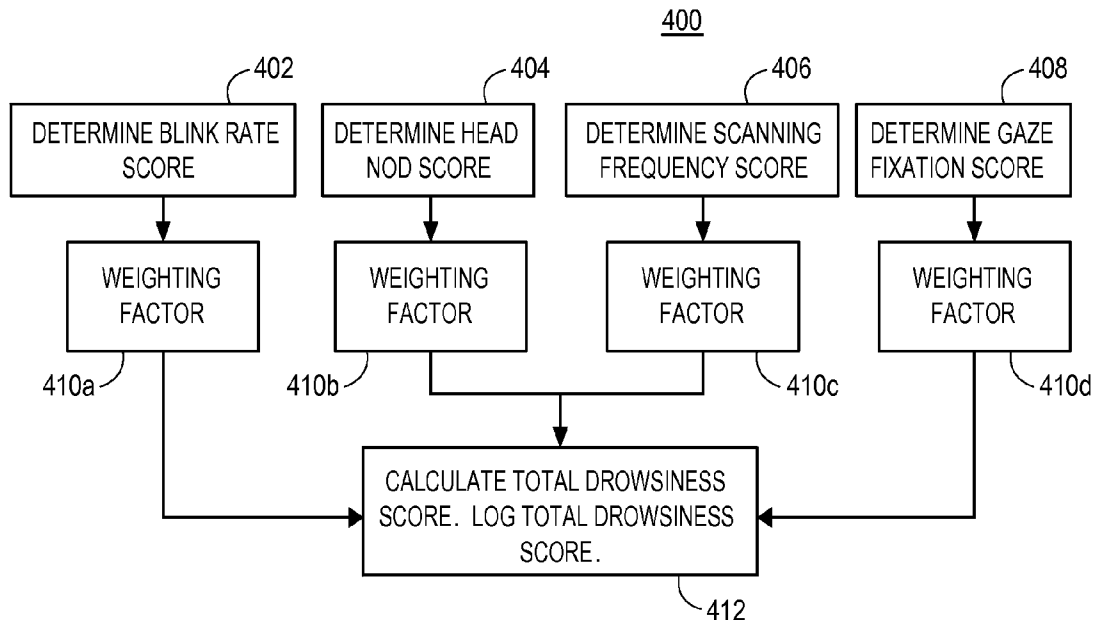 400
402
404
406
408
DETERMINE BLINK RATE
SCORE
DETERMINE HEAD
NOD SCORE
DETERMINE SCANNING
FREQUENCY SCORE
DETERMINE GAZE
FIXATION SCORE
WEIGHTING
FACTOR
WEIGHTING
FACTOR
WEIGHTING
FACTOR
WEIGHTING
FACTOR
410a
410b
410c
410d
CALCULATE TOTAL DROWSINESS
SCORE. LOG TOTAL DROWSINESS
SCORE.
412